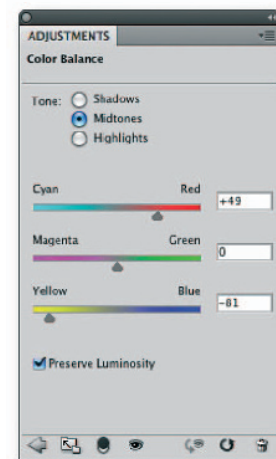 ADJUSTMENTS
Color Balance
Tone: Shadows
Midtones
Highlights
Cyan Red +49
Magenta Green 0
Yellow Blue -81
Preserve Luminosity